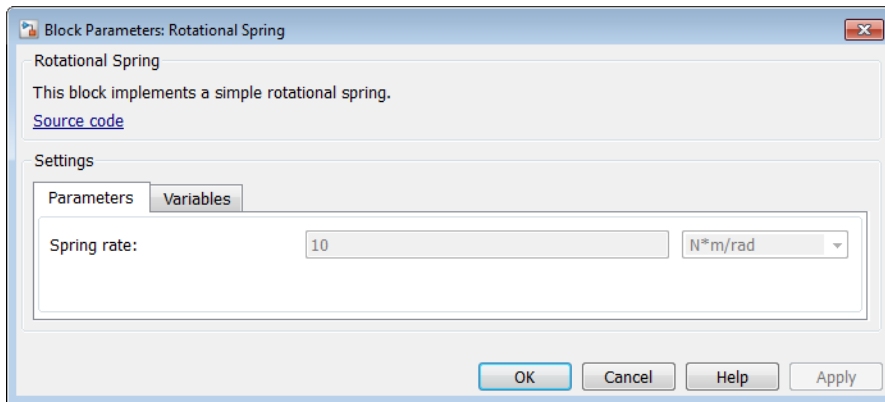 Block Parameters: Rotational Spring
Rotational Spring
This block implements a simple rotational spring.
Source code
Settings
Parameters Variables
Spring rate: 10 N*m/rad
OK Cancel Help Apply